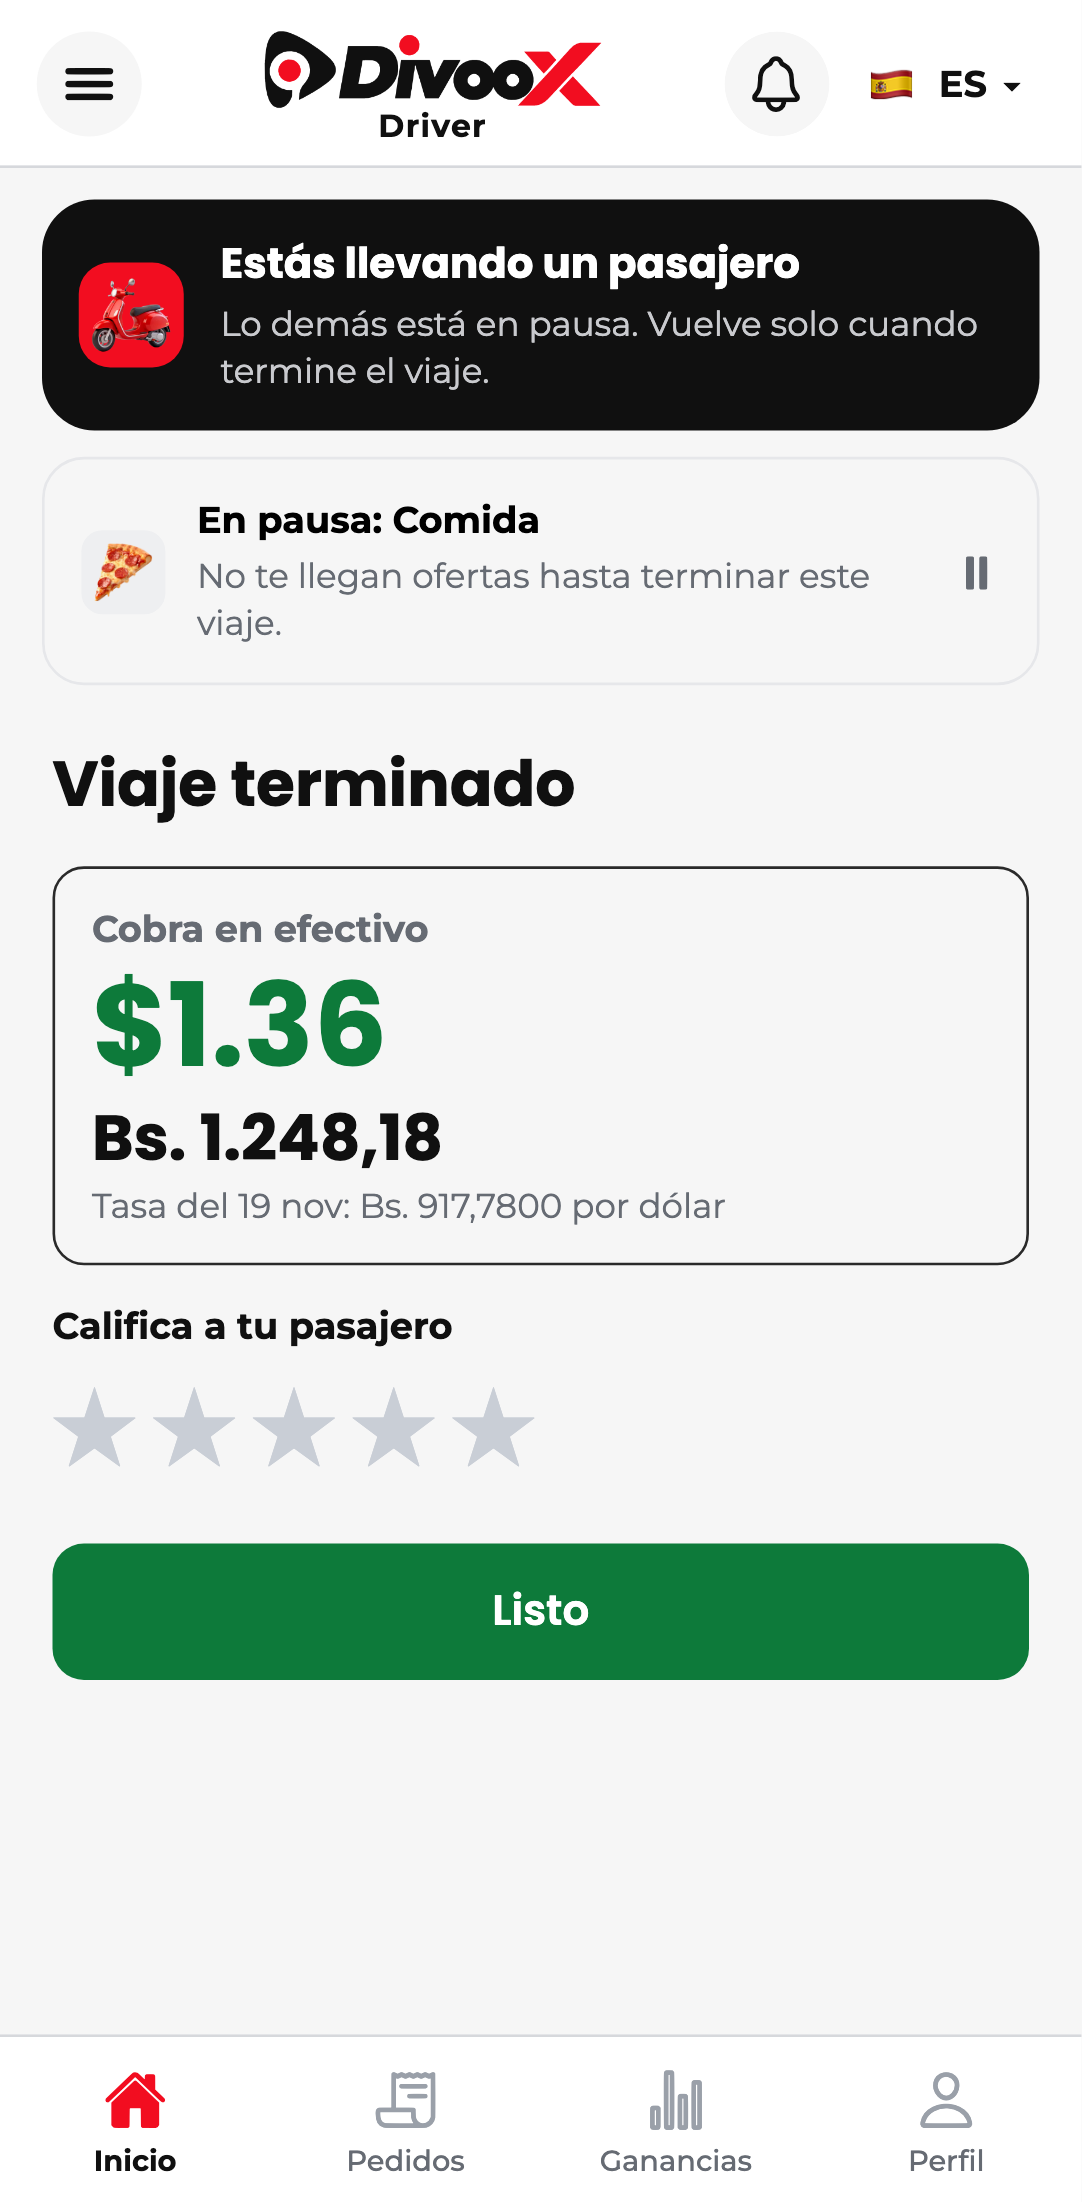 DivooX
Driver
ES
Estás llevando un pasajero
Lo demás está en pausa. Vuelve solo cuando
termine el viaje.
En pausa: Comida
No te llegan ofertas hasta terminar este
viaje.
Viaje terminado
Cobra en efectivo
$1.36
Bs. 1.248,18
Tasa del 19 nov: Bs. 917,7800 por dólar
Califica a tu pasajero
Listo
Inicio
Pedidos
Ganancias
Perfil